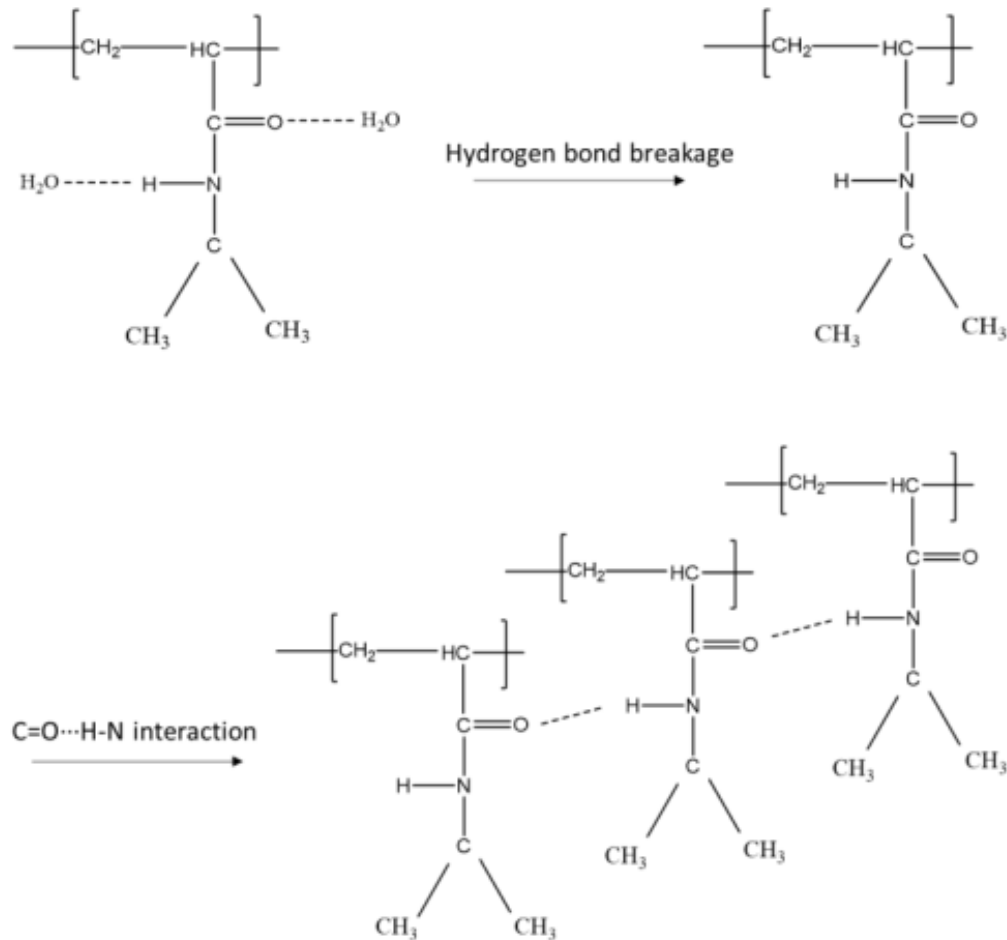 CH₂ HC CH₂ HC
C O H₂O C O
Hydrogen bond breakage
H₂O H N H N
C C
CH₃ CH₃ CH₃ CH₃
CH₂ HC
CH₂ HC C O
CH₂ HC C O H N
C=O···H-N interaction
C O H N C
H N C CH₃ CH₃
C CH₃ CH₃
CH₃ CH₃